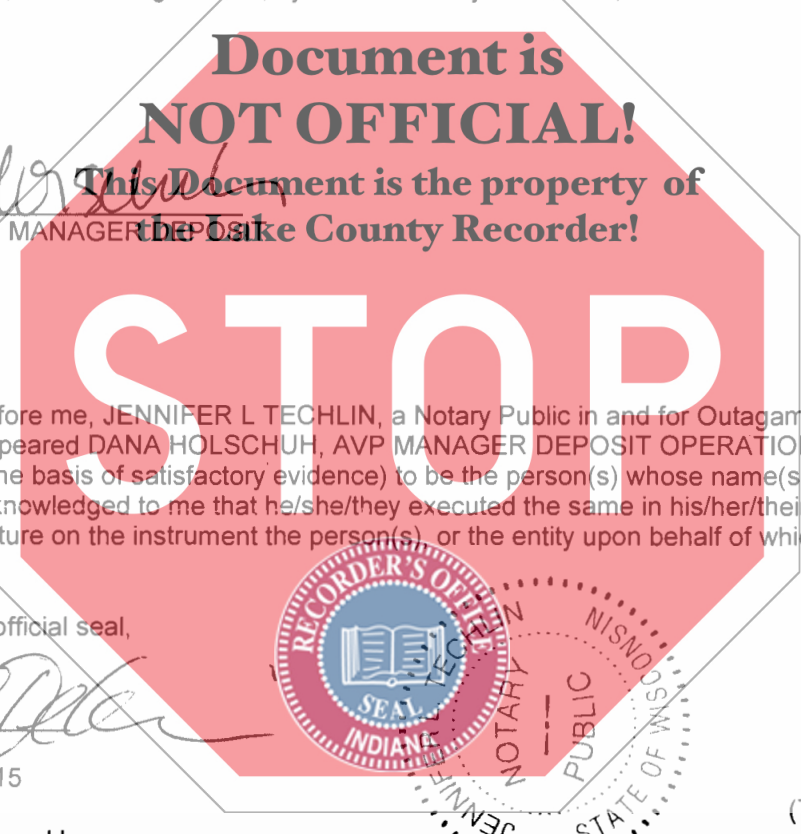 Document is
NOT OFFICIAL!
This Document is the property of
the Lake County Recorder!
MANAGER DEPOSIT
STOP
fore me, JENNIFER L TECHLIN, a Notary Public in and for Outagam
peared DANA HOLSCHUH, AVP MANAGER DEPOSIT OPERATIO
ne basis of satisfactory evidence) to be the person(s) whose name(s
knowledged to me that he/she/they executed the same in his/her/thei
ture on the instrument the person(s), or the entity upon behalf of whi
official seal,
RECORDER'S OFFICE
SEAL
INDIANA
JENNIFER L TECHLIN
NOTARY
PUBLIC
STATE OF WISCONSIN
15